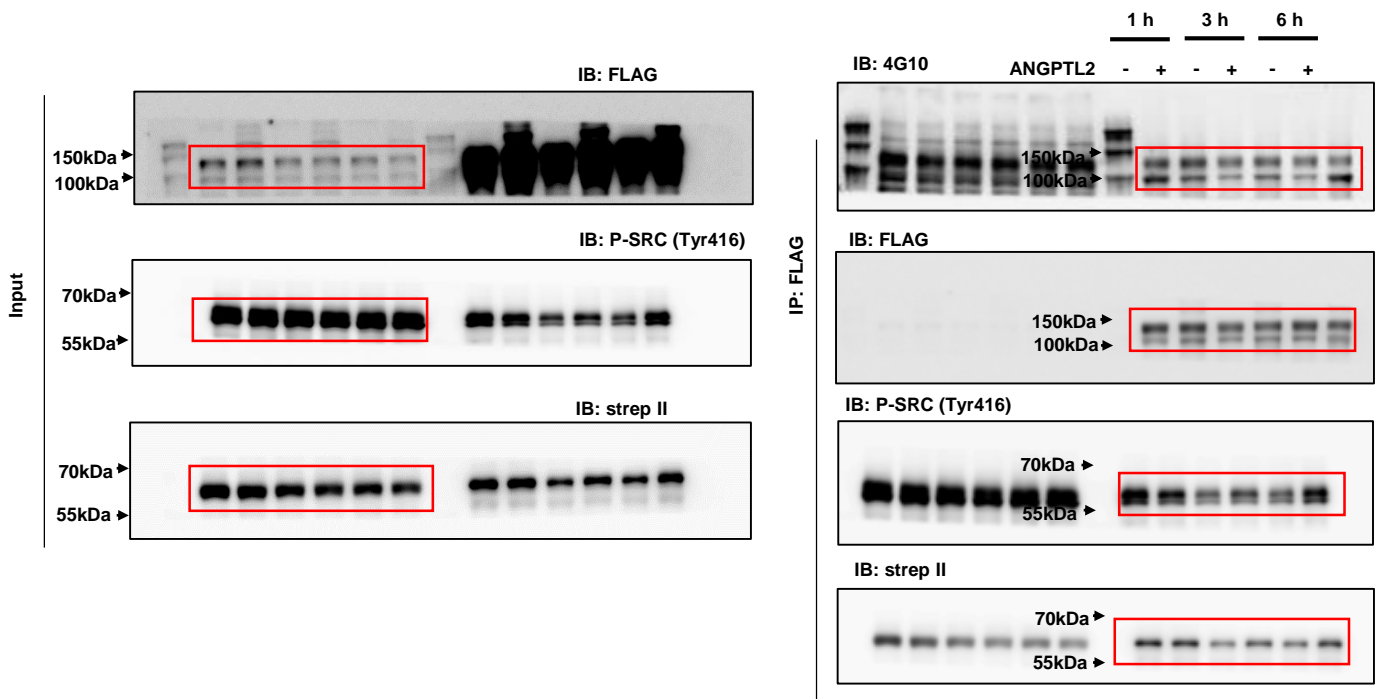 Input
IB: FLAG
150kDa
100kDa
IB: P-SRC (Tyr416)
70kDa
55kDa
IB: strep II
70kDa
55kDa
IP: FLAG
1 h 3 h 6 h
IB: 4G10 ANGPTL2 - + - + - +
150kDa
100kDa
IB: FLAG
150kDa
100kDa
IB: P-SRC (Tyr416)
70kDa
55kDa
IB: strep II
70kDa
55kDa